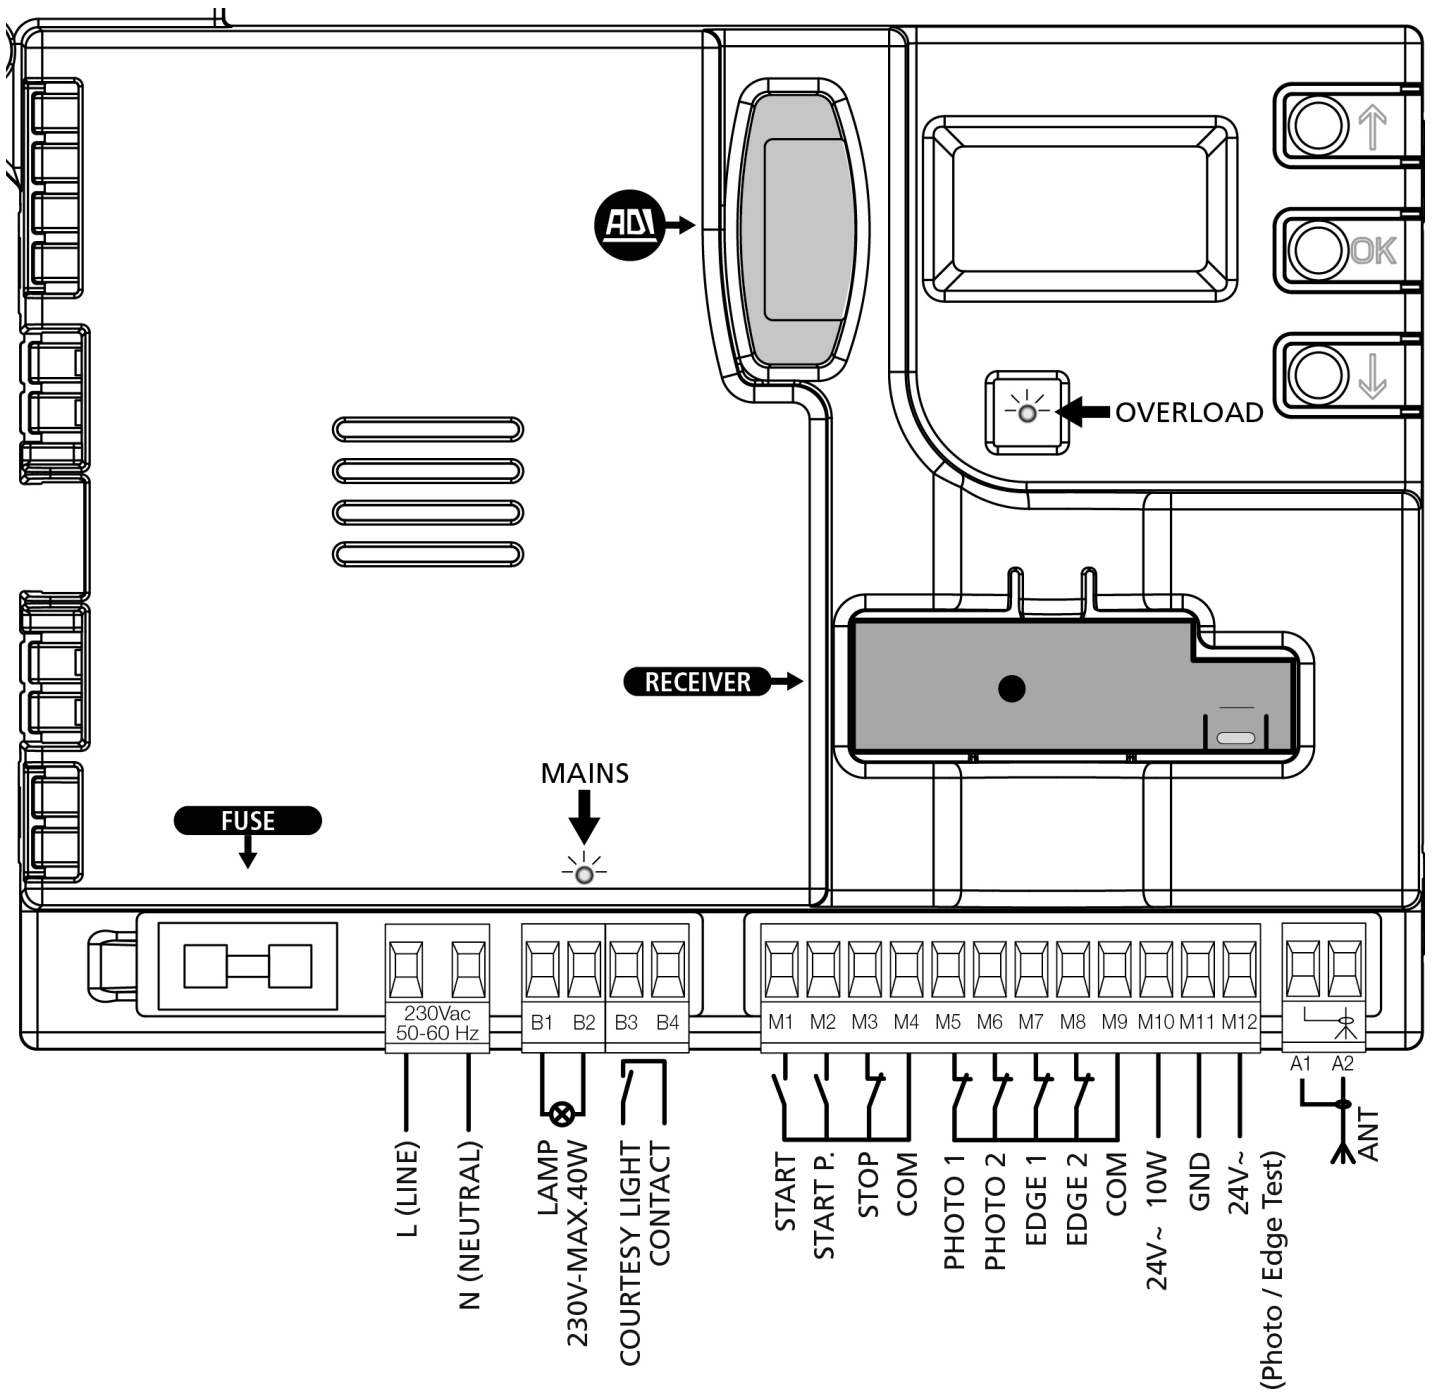 ADI
↑
OK
↓
OVERLOAD
RECEIVER
MAINS
FUSE
230Vac
50-60 Hz
B1 B2 B3 B4
M1 M2 M3 M4 M5 M6 M7 M8 M9 M10 M11 M12
A1 A2
L (LINE)
N (NEUTRAL)
LAMP
230V-MAX.40W
COURTESY LIGHT
CONTACT
START
START P.
STOP
COM
PHOTO 1
PHOTO 2
EDGE 1
EDGE 2
COM
24V~ 10W
GND
24V~
(Photo / Edge Test)
ANT